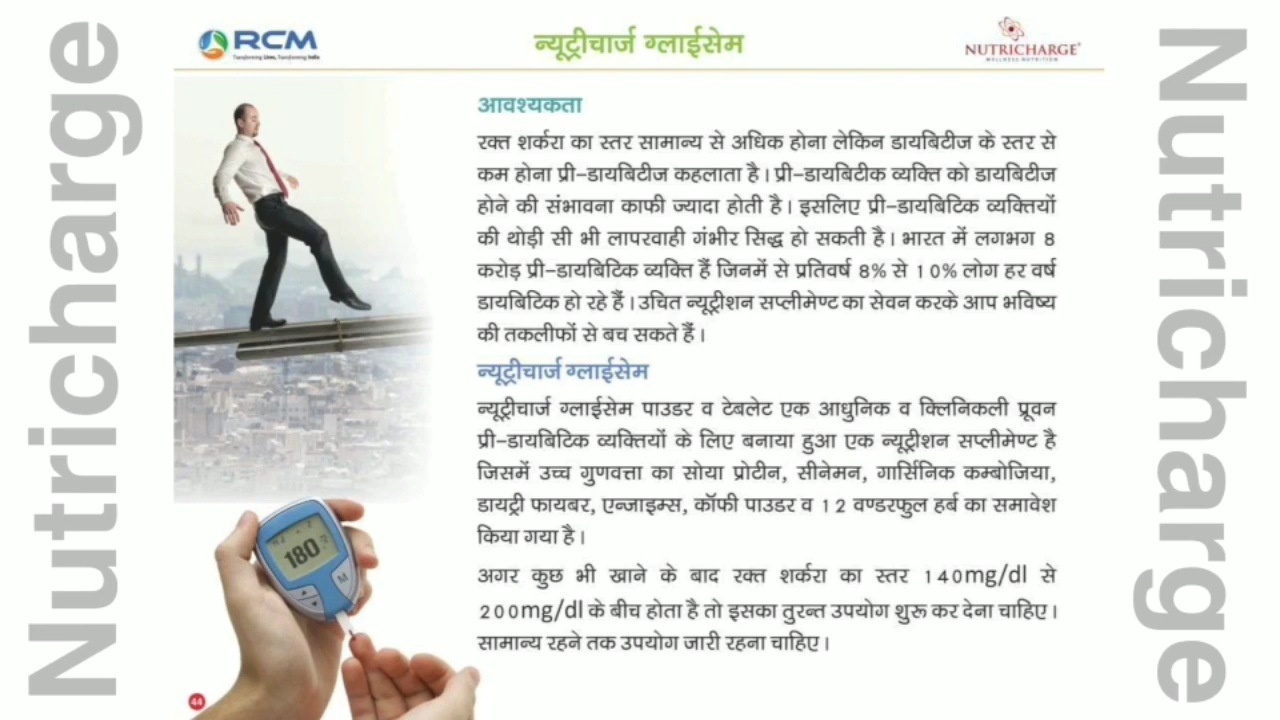 Nutricharge
RCM
Transforming Lives, Transforming India
न्यूट्रीचार्ज ग्लाईसेम
NUTRICHARGE®
WELLNESS NUTRITION
आवश्यकता
रक्त शर्करा का स्तर सामान्य से अधिक होना लेकिन डायबिटीज के स्तर से
कम होना प्री-डायबिटीज कहलाता है। प्री-डायबिटीक व्यक्ति को डायबिटीज
होने की संभावना काफी ज्यादा होती है। इसलिए प्री-डायबिटिक व्यक्तियों
की थोड़ी सी भी लापरवाही गंभीर सिद्ध हो सकती है। भारत में लगभग 8
करोड़ प्री-डायबिटिक व्यक्ति हैं जिनमें से प्रतिवर्ष 8% से 10% लोग हर वर्ष
डायबिटिक हो रहे हैं। उचित न्यूट्रीशन सप्लीमेण्ट का सेवन करके आप भविष्य
की तकलीफों से बच सकते हैं।
न्यूट्रीचार्ज ग्लाईसेम
न्यूट्रीचार्ज ग्लाईसेम पाउडर व टेबलेट एक आधुनिक व क्लिनिकली प्रूवन
प्री-डायबिटिक व्यक्तियों के लिए बनाया हुआ एक न्यूट्रीशन सप्लीमेण्ट है
जिसमें उच्च गुणवत्ता का सोया प्रोटीन, सीनेमन, गार्सिनिक कम्बोजिया,
डायट्री फायबर, एन्जाइम्स, कॉफी पाउडर व 12 वण्डरफुल हर्ब का समावेश
किया गया है।
अगर कुछ भी खाने के बाद रक्त शर्करा का स्तर 140mg/dl से
200mg/dl के बीच होता है तो इसका तुरन्त उपयोग शुरू कर देना चाहिए।
सामान्य रहने तक उपयोग जारी रहना चाहिए।
180
M
44
Nutricharge